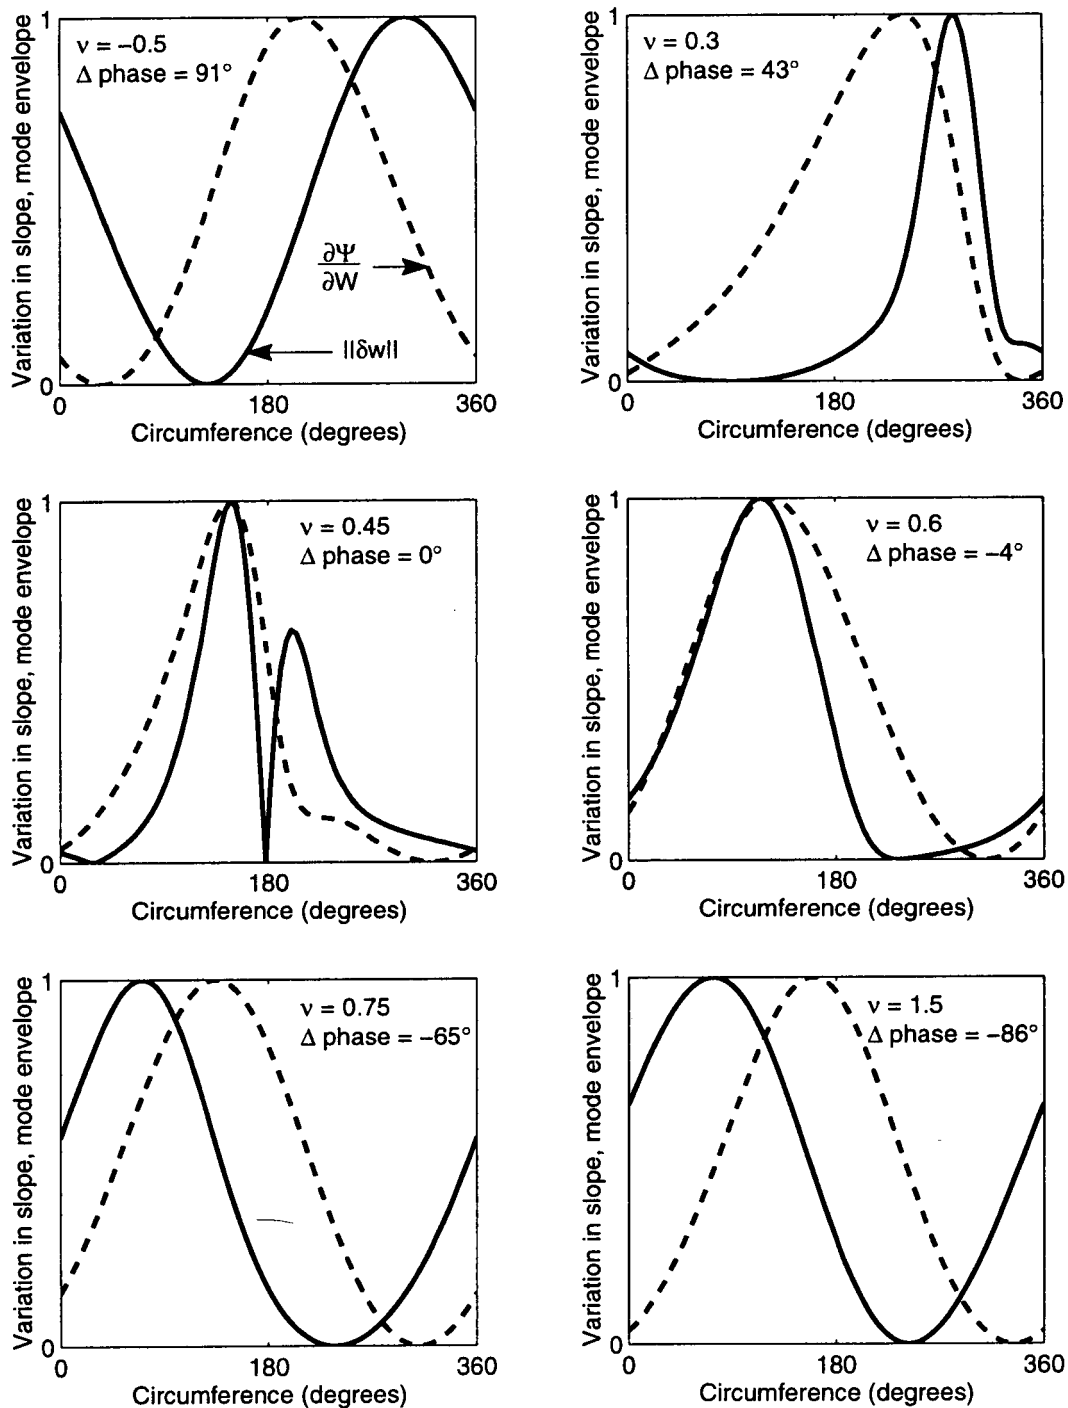 Variation in slope, mode envelope
1
0
ν = −0.5
Δ phase = 91°
∂Ψ
∂W
||δw||
0
180
360
Circumference (degrees)
Variation in slope, mode envelope
1
0
ν = 0.3
Δ phase = 43°
0
180
360
Circumference (degrees)
Variation in slope, mode envelope
1
0
ν = 0.45
Δ phase = 0°
0
180
360
Circumference (degrees)
Variation in slope, mode envelope
1
0
ν = 0.6
Δ phase = −4°
0
180
360
Circumference (degrees)
Variation in slope, mode envelope
1
0
ν = 0.75
Δ phase = −65°
0
180
360
Circumference (degrees)
Variation in slope, mode envelope
1
0
ν = 1.5
Δ phase = −86°
0
180
360
Circumference (degrees)